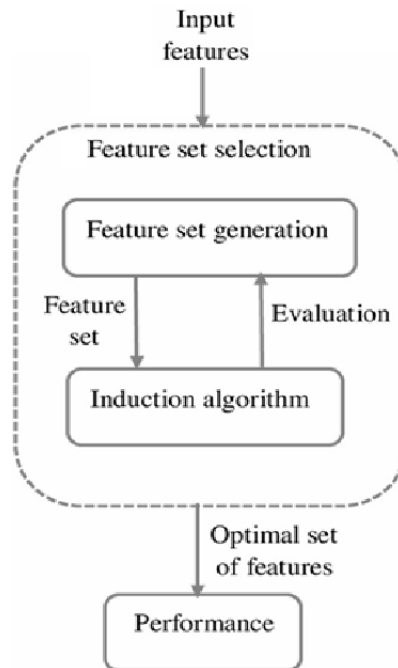 Input
features
Feature set selection
Feature set generation
Feature
set
Evaluation
Induction algorithm
Optimal set
of features
Performance